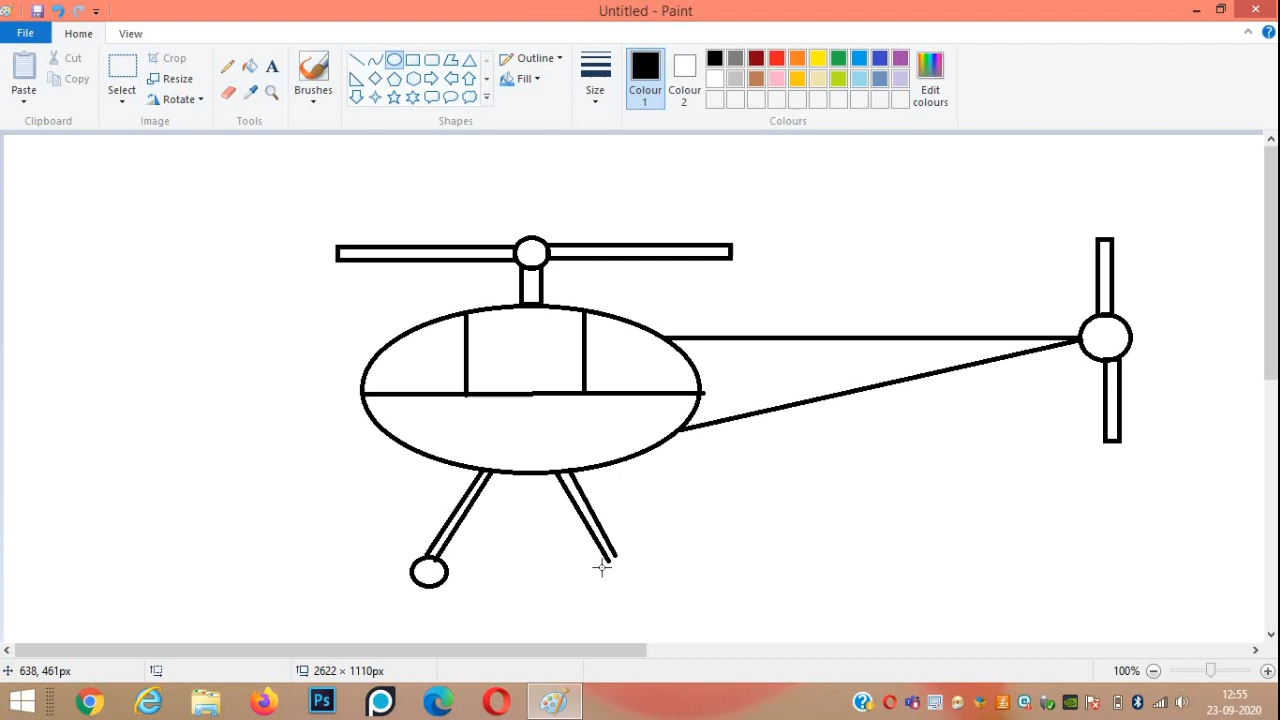 Untitled - Paint
File Home View
Paste
Cut
Copy
Clipboard
Select
Crop
Resize
Rotate
Image
A
Tools
Brushes
Outline
Fill
Shapes
Size
Colour 1
Colour 2
Edit colours
Colours
638, 461px
2622 × 1110px
100%
Ps
12:55
23-09-2020